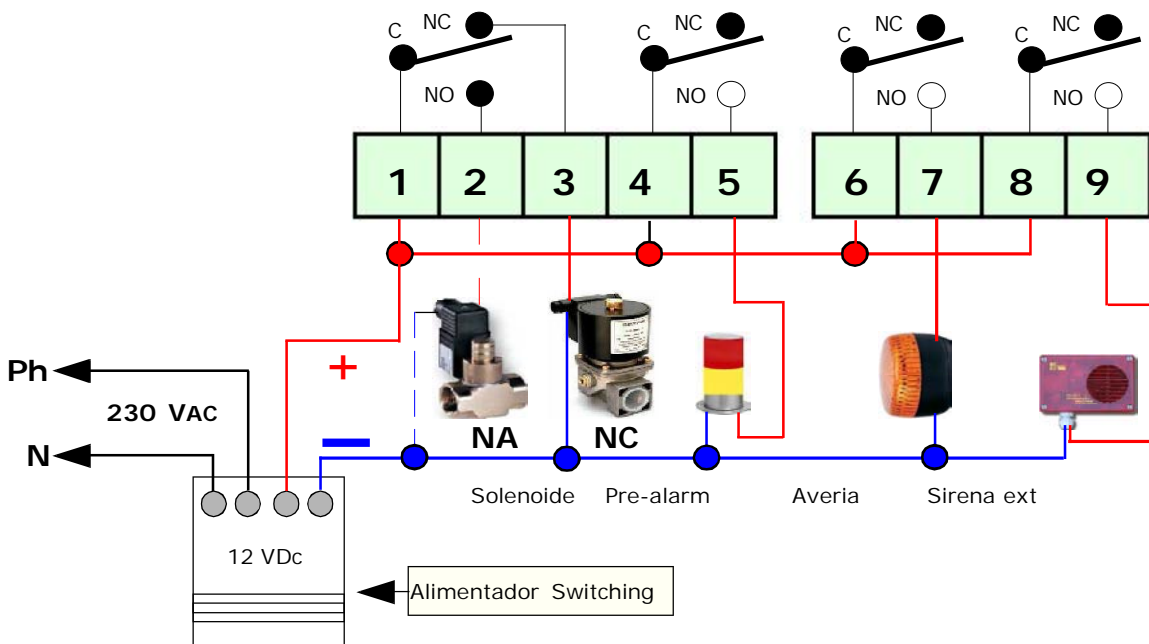 C NC C NC C NC C NC
NO NO NO NO
1 2 3 4 5 6 7 8 9
+
Ph
230 VAC
N
NA NC
Solenoide Pre-alarm Averia Sirena ext
12 VDc
Alimentador Switching